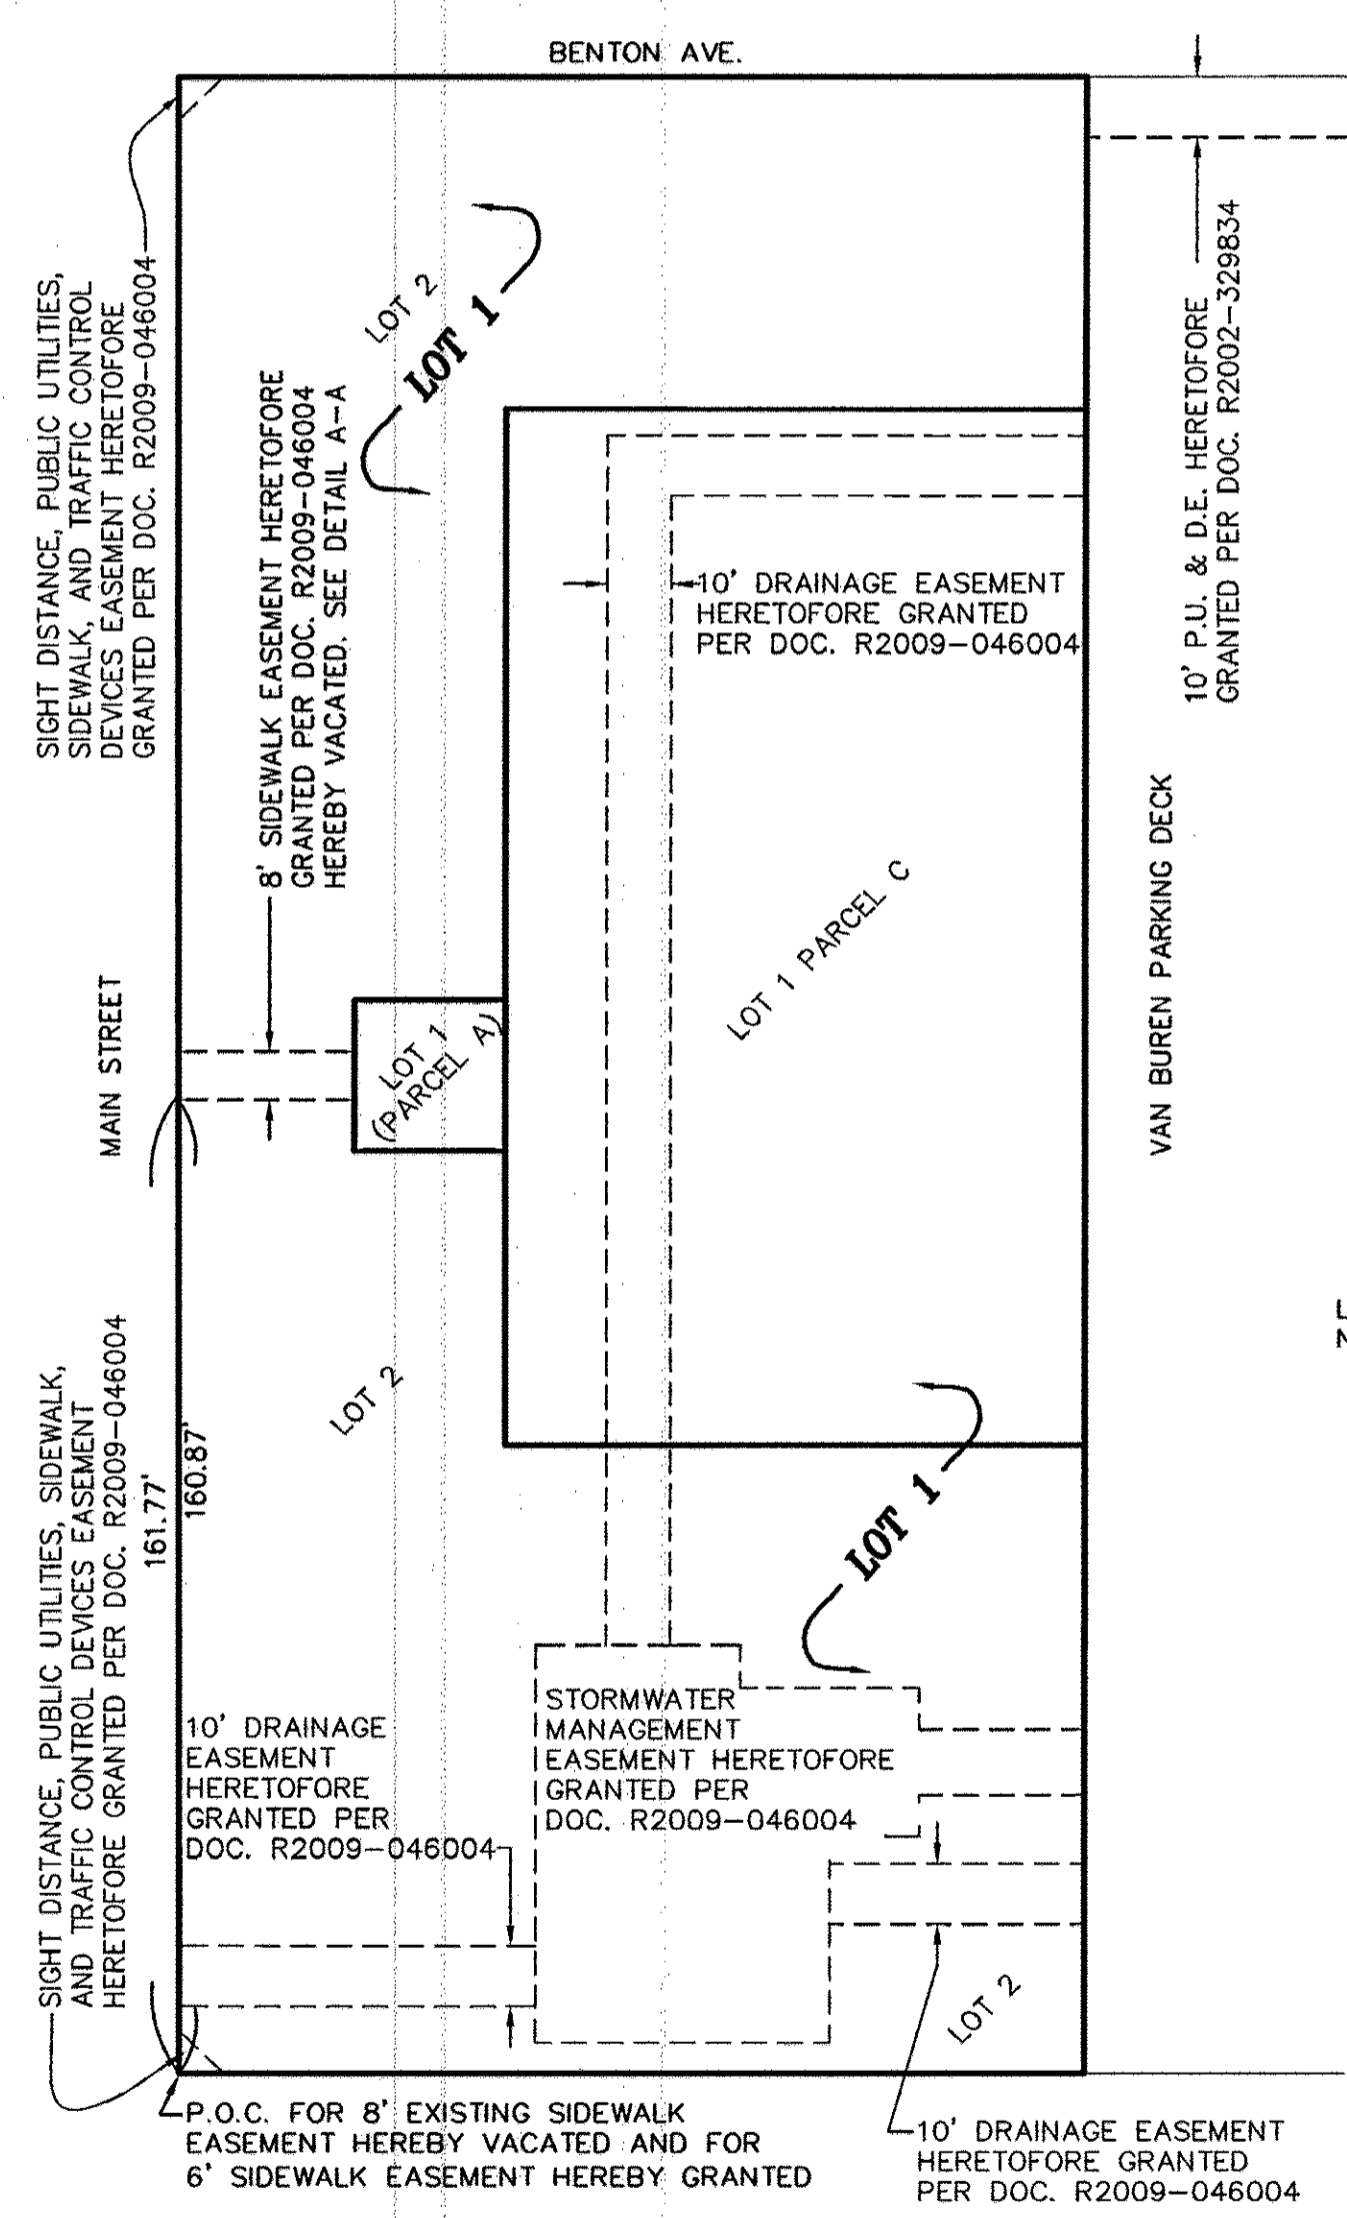 BENTON AVE.
SIGHT DISTANCE, PUBLIC UTILITIES,
SIDEWALK, AND TRAFFIC CONTROL
DEVICES EASEMENT HERETOFORE
GRANTED PER DOC. R2009-046004
LOT 2
LOT 1
8' SIDEWALK EASEMENT HERETOFORE
GRANTED PER DOC. R2009-046004
HEREBY VACATED. SEE DETAIL A-A
10' P.U. & D.E. HERETOFORE
GRANTED PER DOC. R2002-329834
10' DRAINAGE EASEMENT
HERETOFORE GRANTED
PER DOC. R2009-046004
MAIN STREET
LOT 1
(PARCEL A)
LOT 1 PARCEL C
VAN BUREN PARKING DECK
LOT 2
SIGHT DISTANCE, PUBLIC UTILITIES, SIDEWALK,
AND TRAFFIC CONTROL DEVICES EASEMENT
HERETOFORE GRANTED PER DOC. R2009-046004
161.77'
160.87'
LOT 1
10' DRAINAGE
EASEMENT
HERETOFORE
GRANTED PER
DOC. R2009-046004
STORMWATER
MANAGEMENT
EASEMENT HERETOFORE
GRANTED PER
DOC. R2009-046004
LOT 2
P.O.C. FOR 8' EXISTING SIDEWALK
EASEMENT HEREBY VACATED AND FOR
6' SIDEWALK EASEMENT HEREBY GRANTED
10' DRAINAGE EASEMENT
HERETOFORE GRANTED
PER DOC. R2009-046004